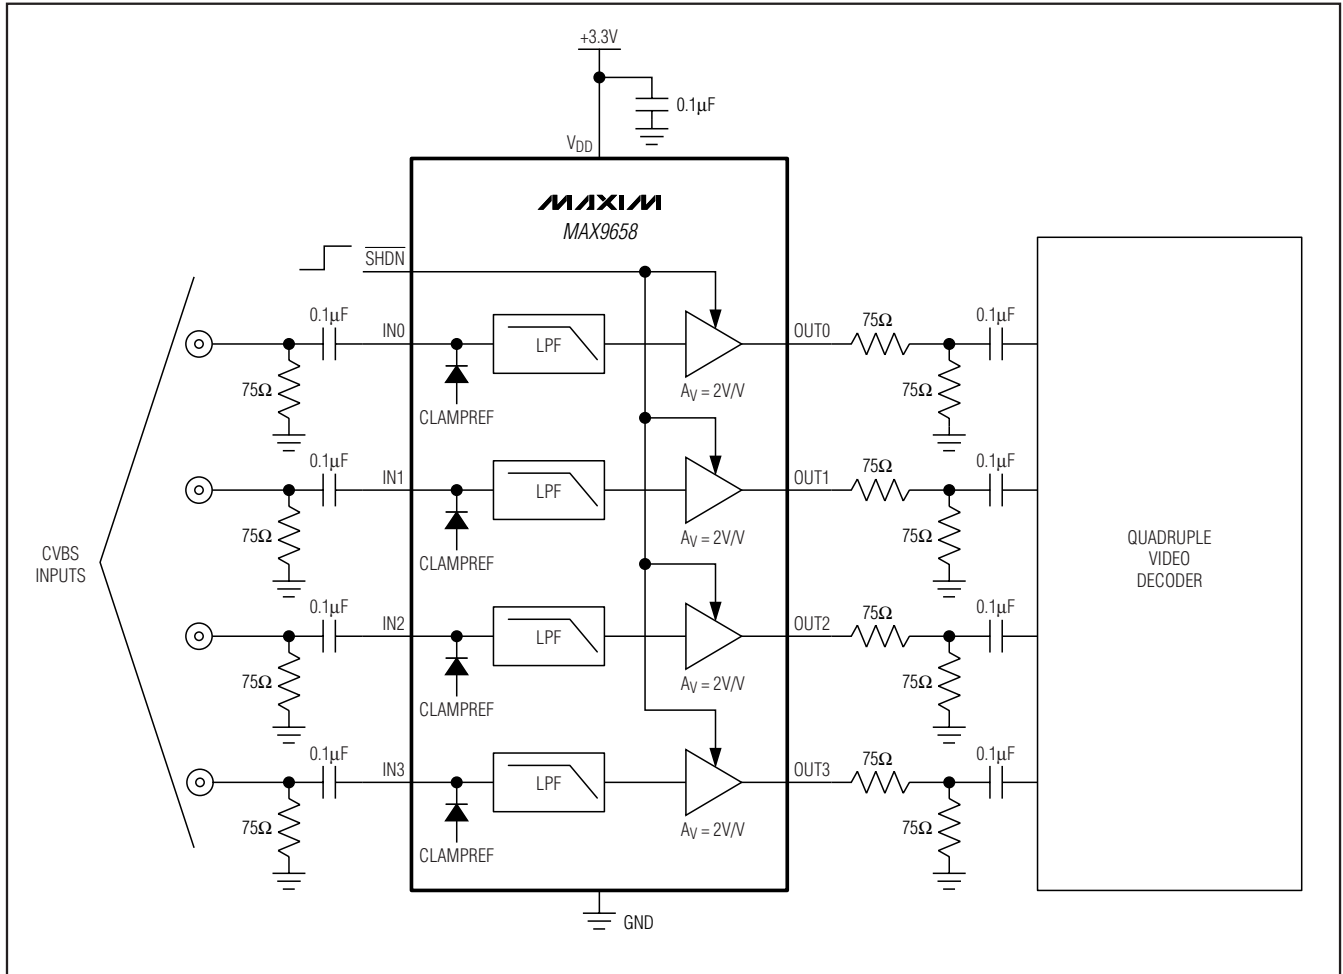 +3.3V
0.1μF
VDD
MAXIM
MAX9658
SHDN
0.1μF
IN0
LPF
OUT0
75Ω
0.1μF
75Ω
CLAMPREF
AV = 2V/V
75Ω
0.1μF
IN1
LPF
OUT1
75Ω
0.1μF
75Ω
CLAMPREF
AV = 2V/V
75Ω
CVBS
INPUTS
QUADRUPLE
VIDEO
DECODER
0.1μF
IN2
LPF
OUT2
75Ω
0.1μF
75Ω
CLAMPREF
AV = 2V/V
75Ω
0.1μF
IN3
LPF
OUT3
75Ω
0.1μF
75Ω
CLAMPREF
AV = 2V/V
75Ω
GND